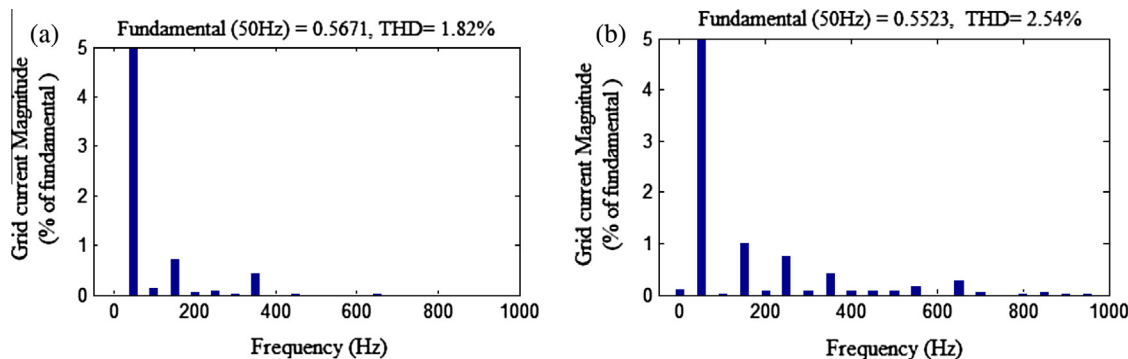 (a)
Fundamental (50Hz) = 0.5671, THD= 1.82%
Grid current Magnitude
(% of fundamental )
5
4
3
2
1
0
0 200 400 600 800 1000
Frequency (Hz)
(b)
Fundamental (50Hz) = 0.5523, THD= 2.54%
Grid current Magnitude
(% of fundamental)
5
4
3
2
1
0
0 200 400 600 800 1000
Frequency (Hz)